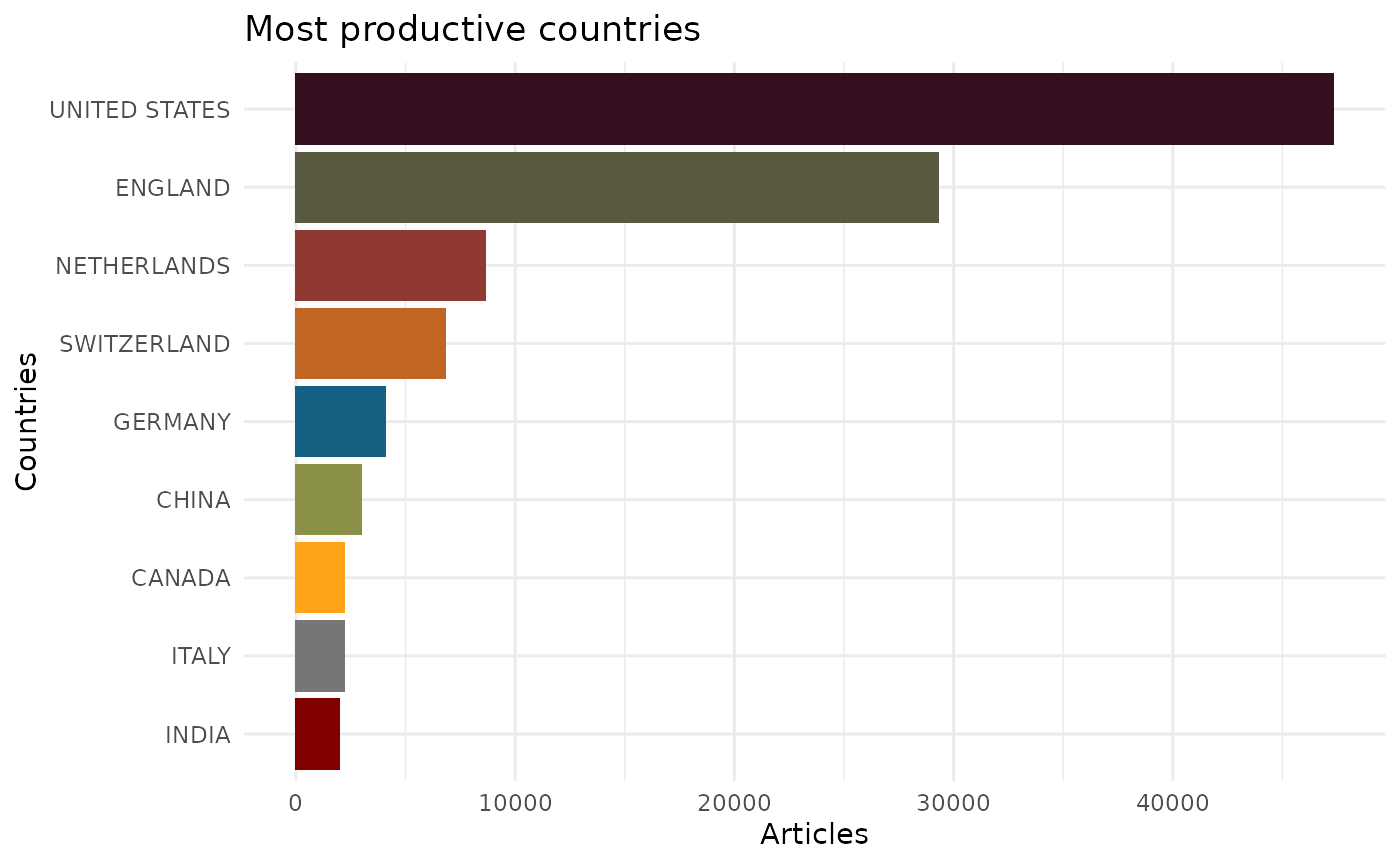 Most productive countries
Countries
UNITED STATES
ENGLAND
NETHERLANDS
SWITZERLAND
GERMANY
CHINA
CANADA
ITALY
INDIA
0 10000 20000 30000 40000
Articles